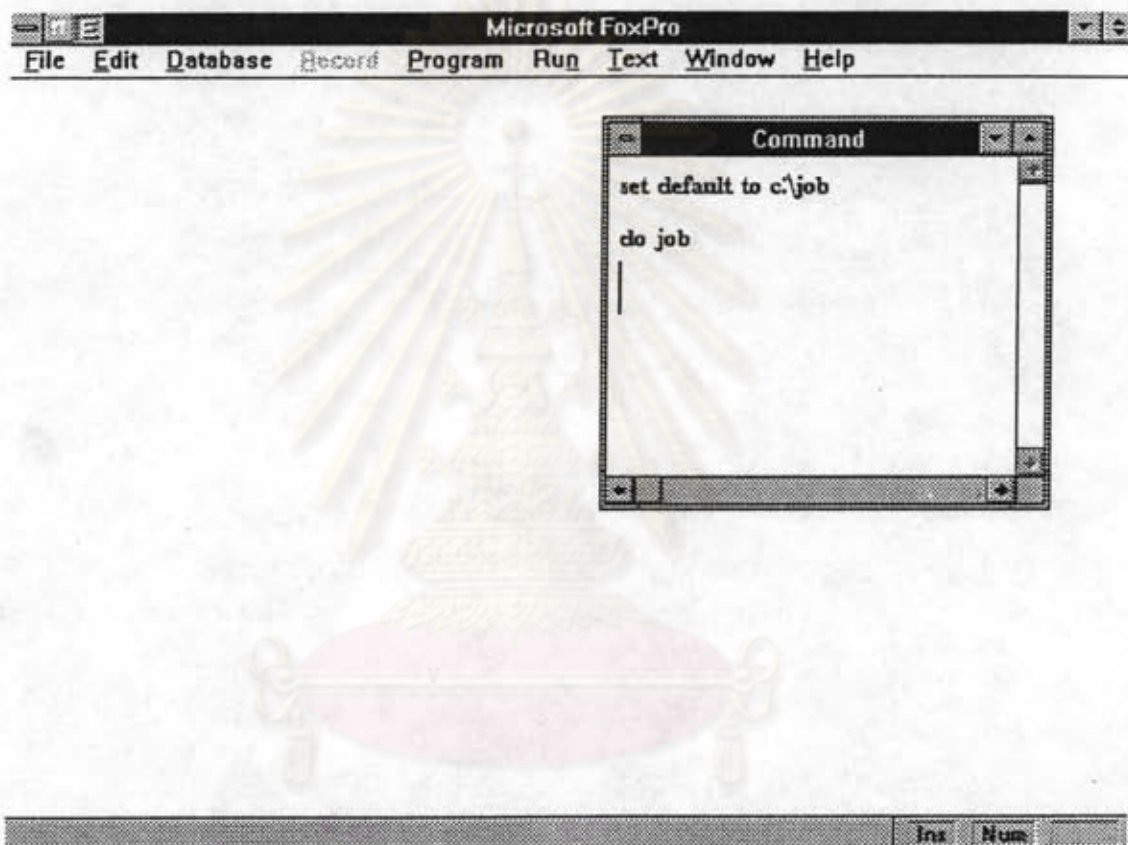 Microsoft FoxPro
File Edit Database Record Program Run Text Window Help
Command
set default to c:\job
do job
Ins Num